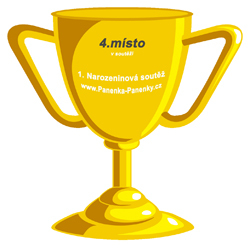 4.místo
v soutěži
1. Narozeninová soutěž
www.Panenka-Panenky.cz